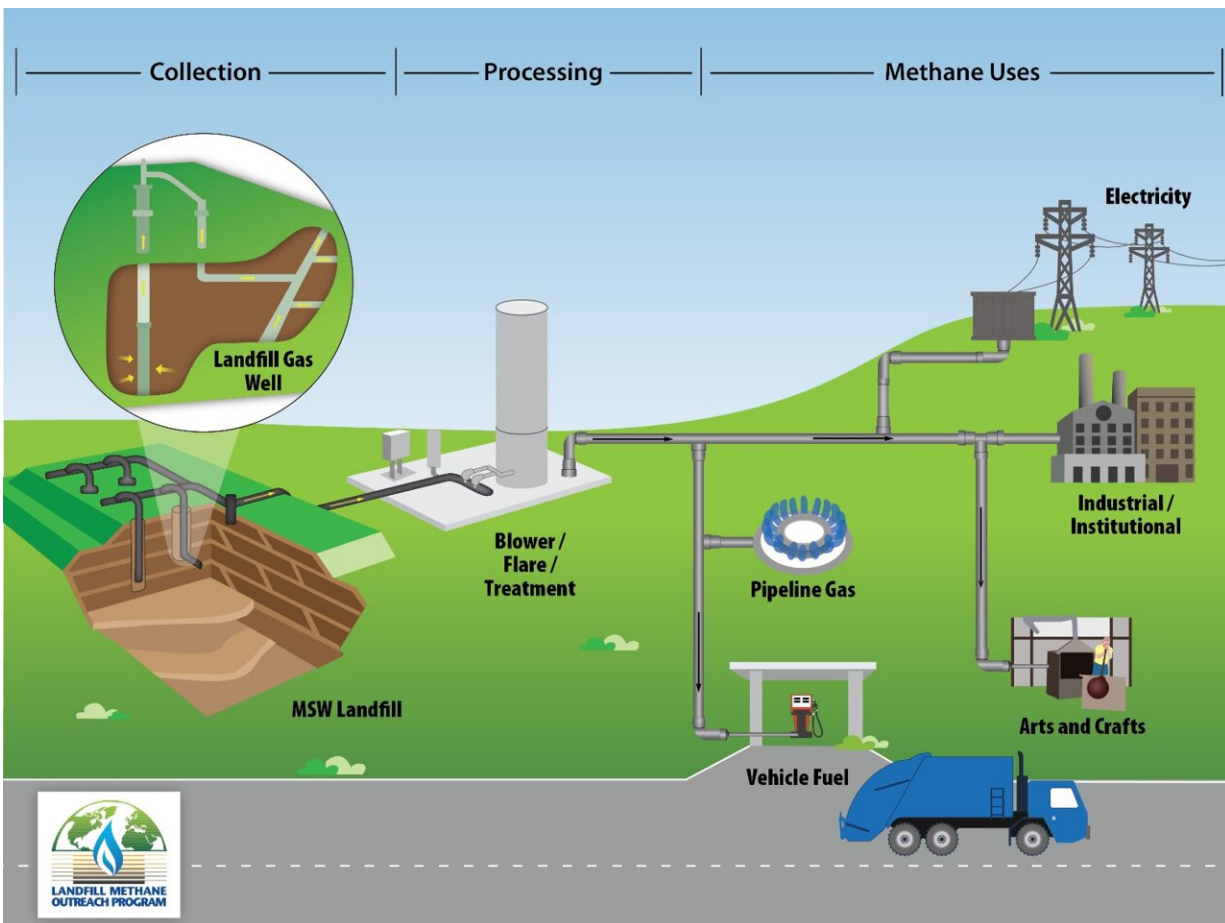 Collection
Processing
Methane Uses
Electricity
Landfill Gas
Well
Industrial /
Institutional
Blower /
Flare /
Treatment
Pipeline Gas
MSW Landfill
Arts and Crafts
Vehicle Fuel
LANDFILL METHANE
OUTREACH PROGRAM